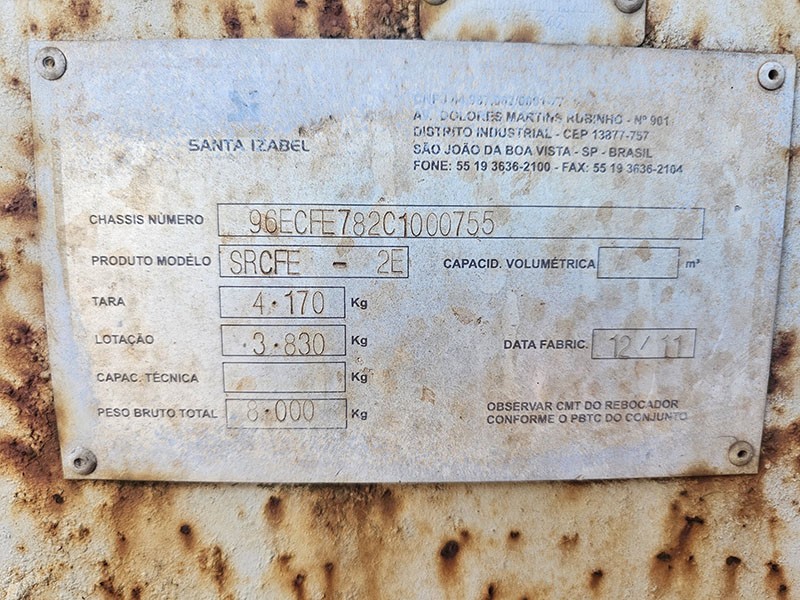 SANTA IZABEL
AV. DOLORES MARTINS RUBINHO - Nº 901
DISTRITO INDUSTRIAL - CEP 13877-757
SÃO JOÃO DA BOA VISTA - SP - BRASIL
FONE: 55 19 3636-2100 - FAX: 55 19 3636-2104
CHASSIS NÚMERO 96ECFE782C1000755
PRODUTO MODÊLO SRCFE - 2E CAPACID. VOLUMÉTRICA m³
TARA 4.170 Kg
LOTAÇÃO 3.830 Kg
DATA FABRIC. 12/11
CAPAC. TÉCNICA Kg
PESO BRUTO TOTAL 8.000 Kg
OBSERVAR CMT DO REBOCADOR
CONFORME O PBTC DO CONJUNTO